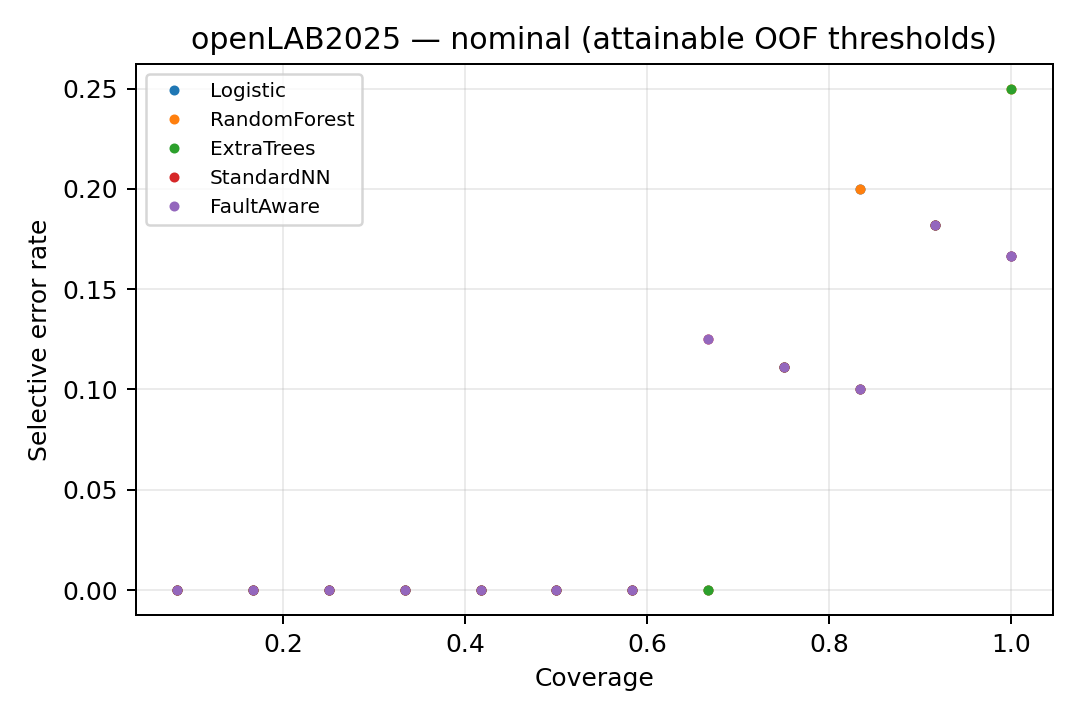 openLAB2025 — nominal (attainable OOF thresholds)
Logistic
RandomForest
ExtraTrees
StandardNN
FaultAware
0.25
0.20
0.15
0.10
0.05
0.00
Selective error rate
0.2 0.4 0.6 0.8 1.0
Coverage